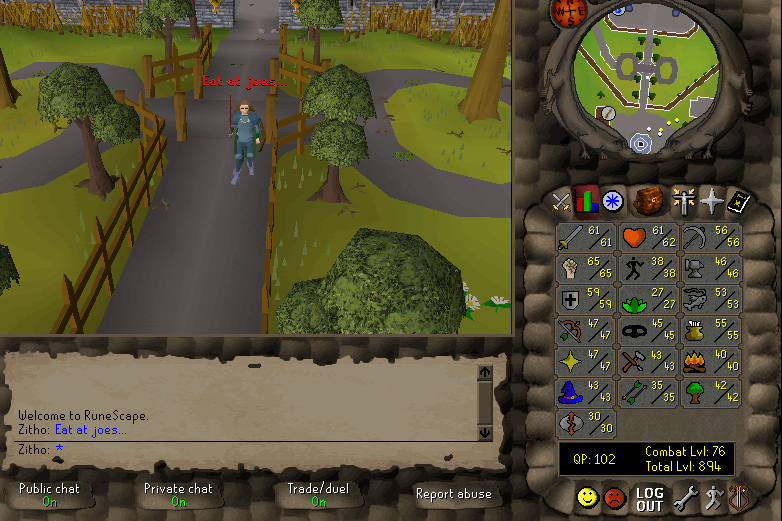 Eat at joes...
W E
S
61/61 61/62 56/56
65/65 38/38 46/46
59/59 27/27 53/53
47/47 45/45 55/55
47/47 43/43 40/40
43/43 35/35 42/42
30/30
QP: 102
Combat Lvl: 76
Total Lvl: 894
Welcome to RuneScape.
Zitho: Eat at joes...
Zitho: *
Public chat
On
Private chat
On
Trade/duel
On
Report abuse
LOG
OUT